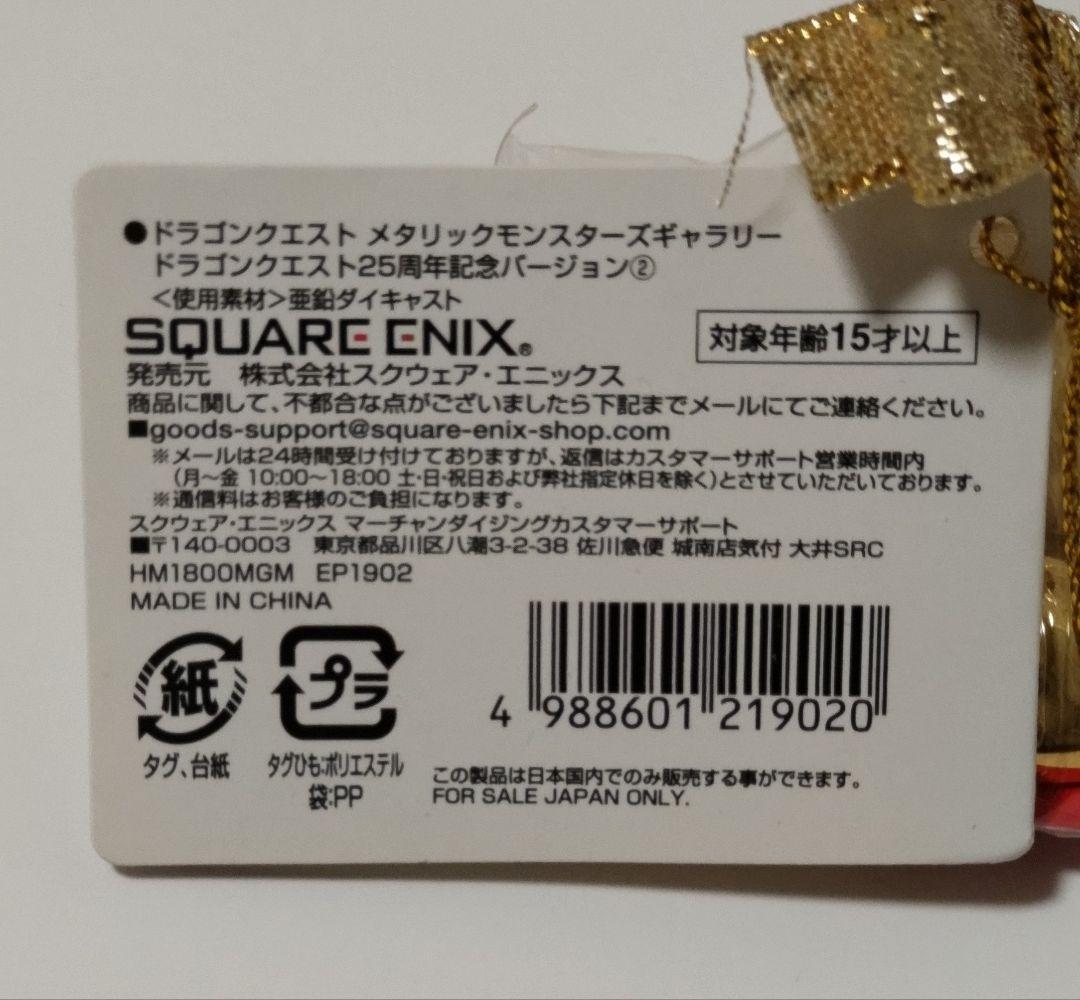 ●ドラゴンクエスト メタリックモンスターズギャラリー
ドラゴンクエスト25周年記念バージョン②
＜使用素材＞亜鉛ダイキャスト
SQUARE ENIX®
対象年齢15才以上
発売元　株式会社スクウェア・エニックス
商品に関して、不都合な点がございましたら下記までメールにてご連絡ください。
■goods-support@square-enix-shop.com
※メールは24時間受け付けておりますが、返信はカスタマーサポート営業時間内
（月～金 10:00～18:00 土・日・祝日および弊社指定休日を除く）とさせていただいております。
※通信料はお客様のご負担になります。
スクウェア・エニックス マーチャンダイジングカスタマーサポート
■〒140-0003　東京都品川区八潮3-2-38 佐川急便 城南店気付 大井SRC
HM1800MGM　EP1902
MADE IN CHINA
紙
プラ
タグ、台紙
タグひも:ポリエステル
袋:PP
4 988601 219020
この製品は日本国内でのみ販売する事ができます。
FOR SALE JAPAN ONLY.